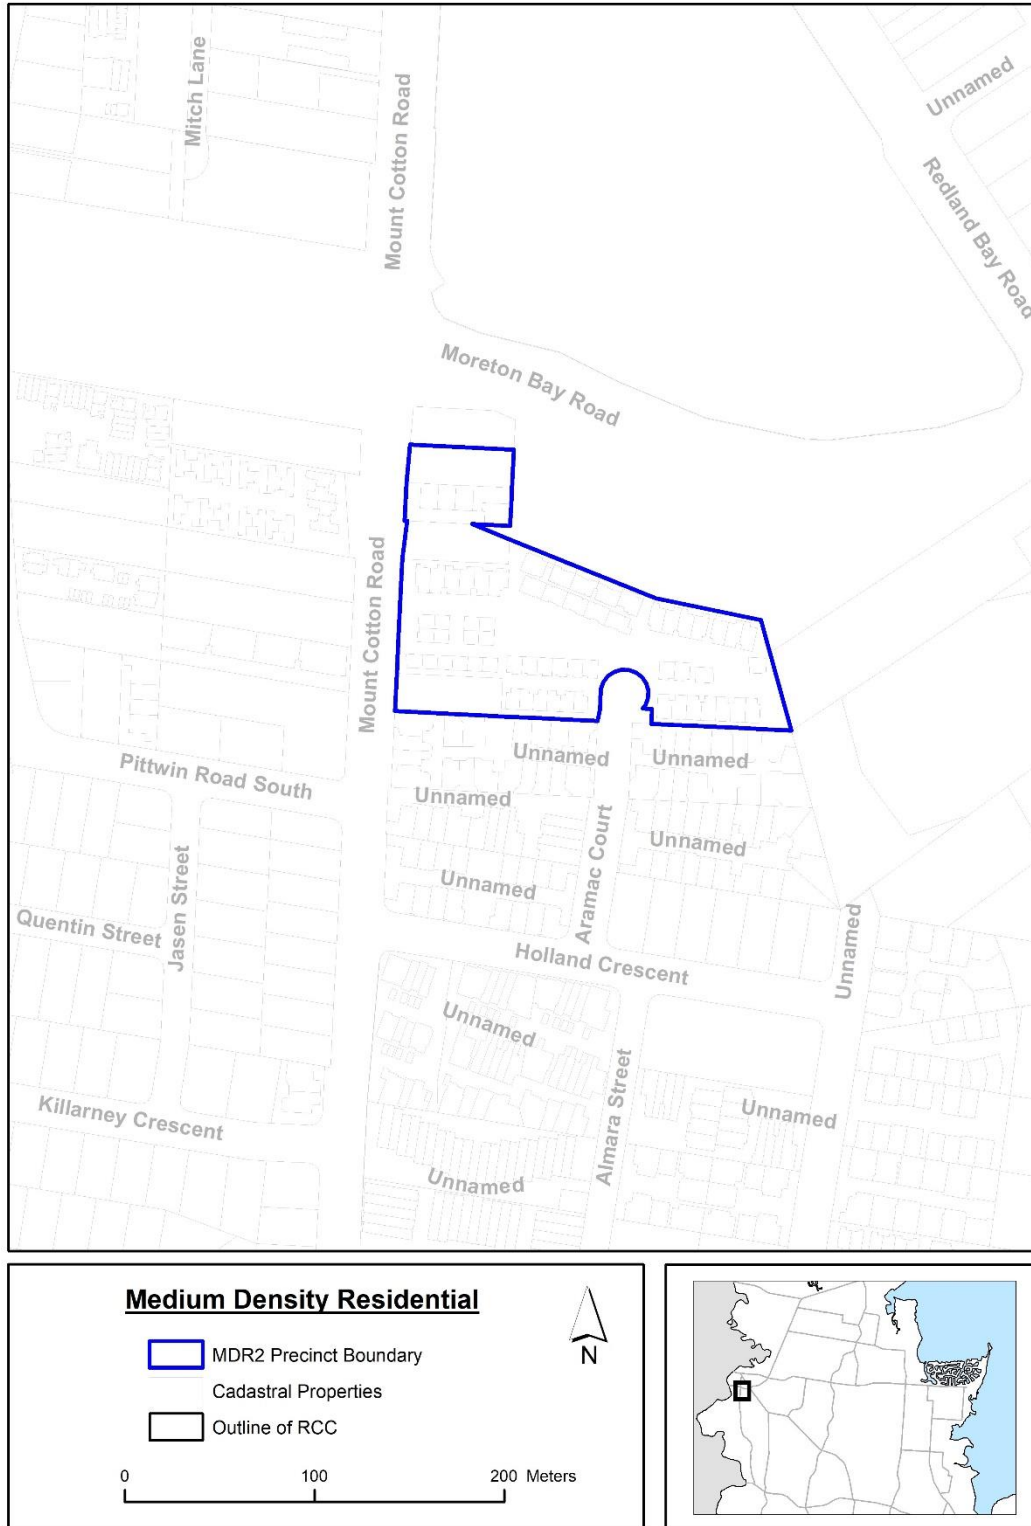 Mitch Lane
Mount Cotton Road
Unnamed
Redland Bay Road
Moreton Bay Road
Mount Cotton Road
Pittwin Road South
Unnamed
Unnamed
Unnamed
Unnamed
Jasen Street
Aramac Court
Unnamed
Quentin Street
Holland Crescent
Unnamed
Unnamed
Almara Street
Killarney Crescent
Unnamed
Unnamed
Medium Density Residential
MDR2 Precinct Boundary
Cadastral Properties
Outline of RCC
N
0 100 200 Meters